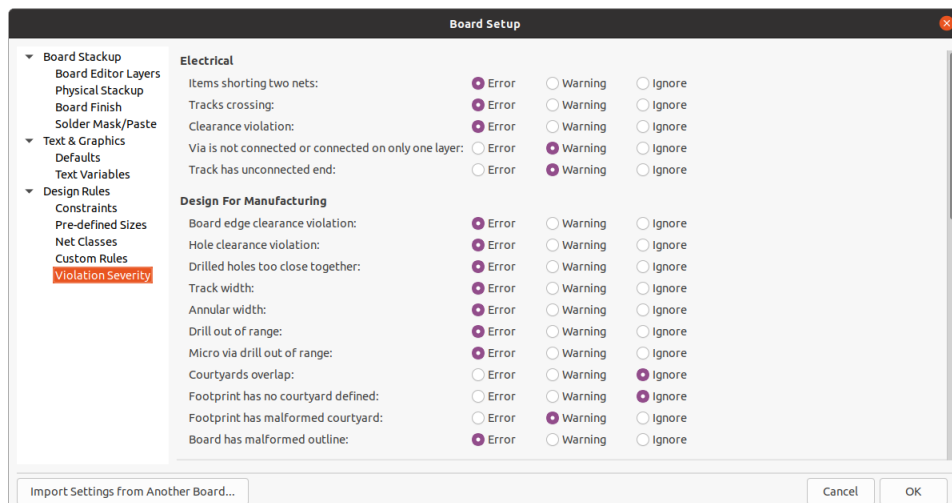 Board Setup
Board Stackup
Board Editor Layers
Physical Stackup
Board Finish
Solder Mask/Paste
Text & Graphics
Defaults
Text Variables
Design Rules
Constraints
Pre-defined Sizes
Net Classes
Custom Rules
Violation Severity
Electrical
Items shorting two nets: Error Warning Ignore
Tracks crossing: Error Warning Ignore
Clearance violation: Error Warning Ignore
Via is not connected or connected on only one layer: Error Warning Ignore
Track has unconnected end: Error Warning Ignore
Design For Manufacturing
Board edge clearance violation: Error Warning Ignore
Hole clearance violation: Error Warning Ignore
Drilled holes too close together: Error Warning Ignore
Track width: Error Warning Ignore
Annular width: Error Warning Ignore
Drill out of range: Error Warning Ignore
Micro via drill out of range: Error Warning Ignore
Courtyards overlap: Error Warning Ignore
Footprint has no courtyard defined: Error Warning Ignore
Footprint has malformed courtyard: Error Warning Ignore
Board has malformed outline: Error Warning Ignore
Import Settings from Another Board... Cancel OK